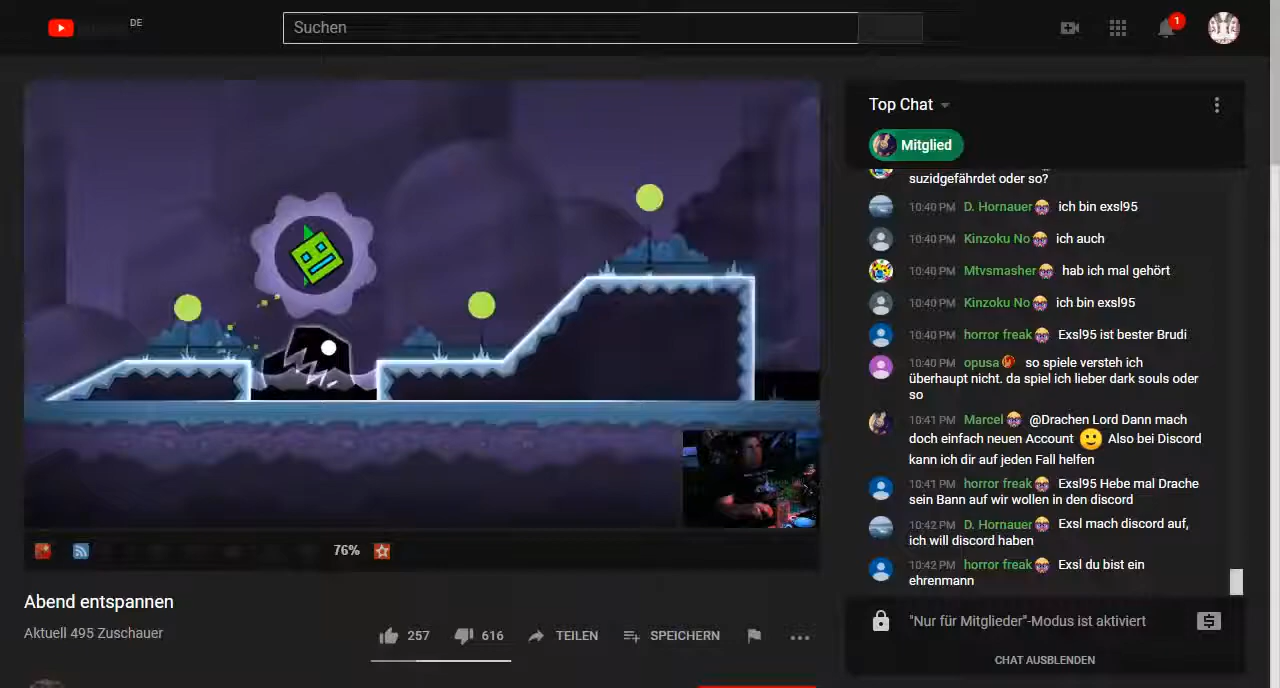 DE
Suchen
1
Top Chat
Mitglied
suzidgefährdet oder so?
10:40 PM D. Hornauer ich bin exsl95
10:40 PM Kinzoku No ich auch
10:40 PM Mtvsmasher hab ich mal gehört
10:40 PM Kinzoku No ich bin exsl95
10:40 PM horror freak Exsl95 ist bester Brudi
10:40 PM opusa so spiele versteh ich
überhaupt nicht. da spiel ich lieber dark souls oder
so
10:41 PM Marcel @Drachen Lord Dann mach
doch einfach neuen Account 🙂 Also bei Discord
kann ich dir auf jeden Fall helfen
10:41 PM horror freak Exsl95 Hebe mal Drache
sein Bann auf wir wollen in den discord
10:42 PM D. Hornauer Exsl mach discord auf,
ich will discord haben
10:42 PM horror freak Exsl du bist ein
ehrenmann
"Nur für Mitglieder"-Modus ist aktiviert
CHAT AUSBLENDEN
76%
Abend entspannen
Aktuell 495 Zuschauer
257 616 TEILEN SPEICHERN